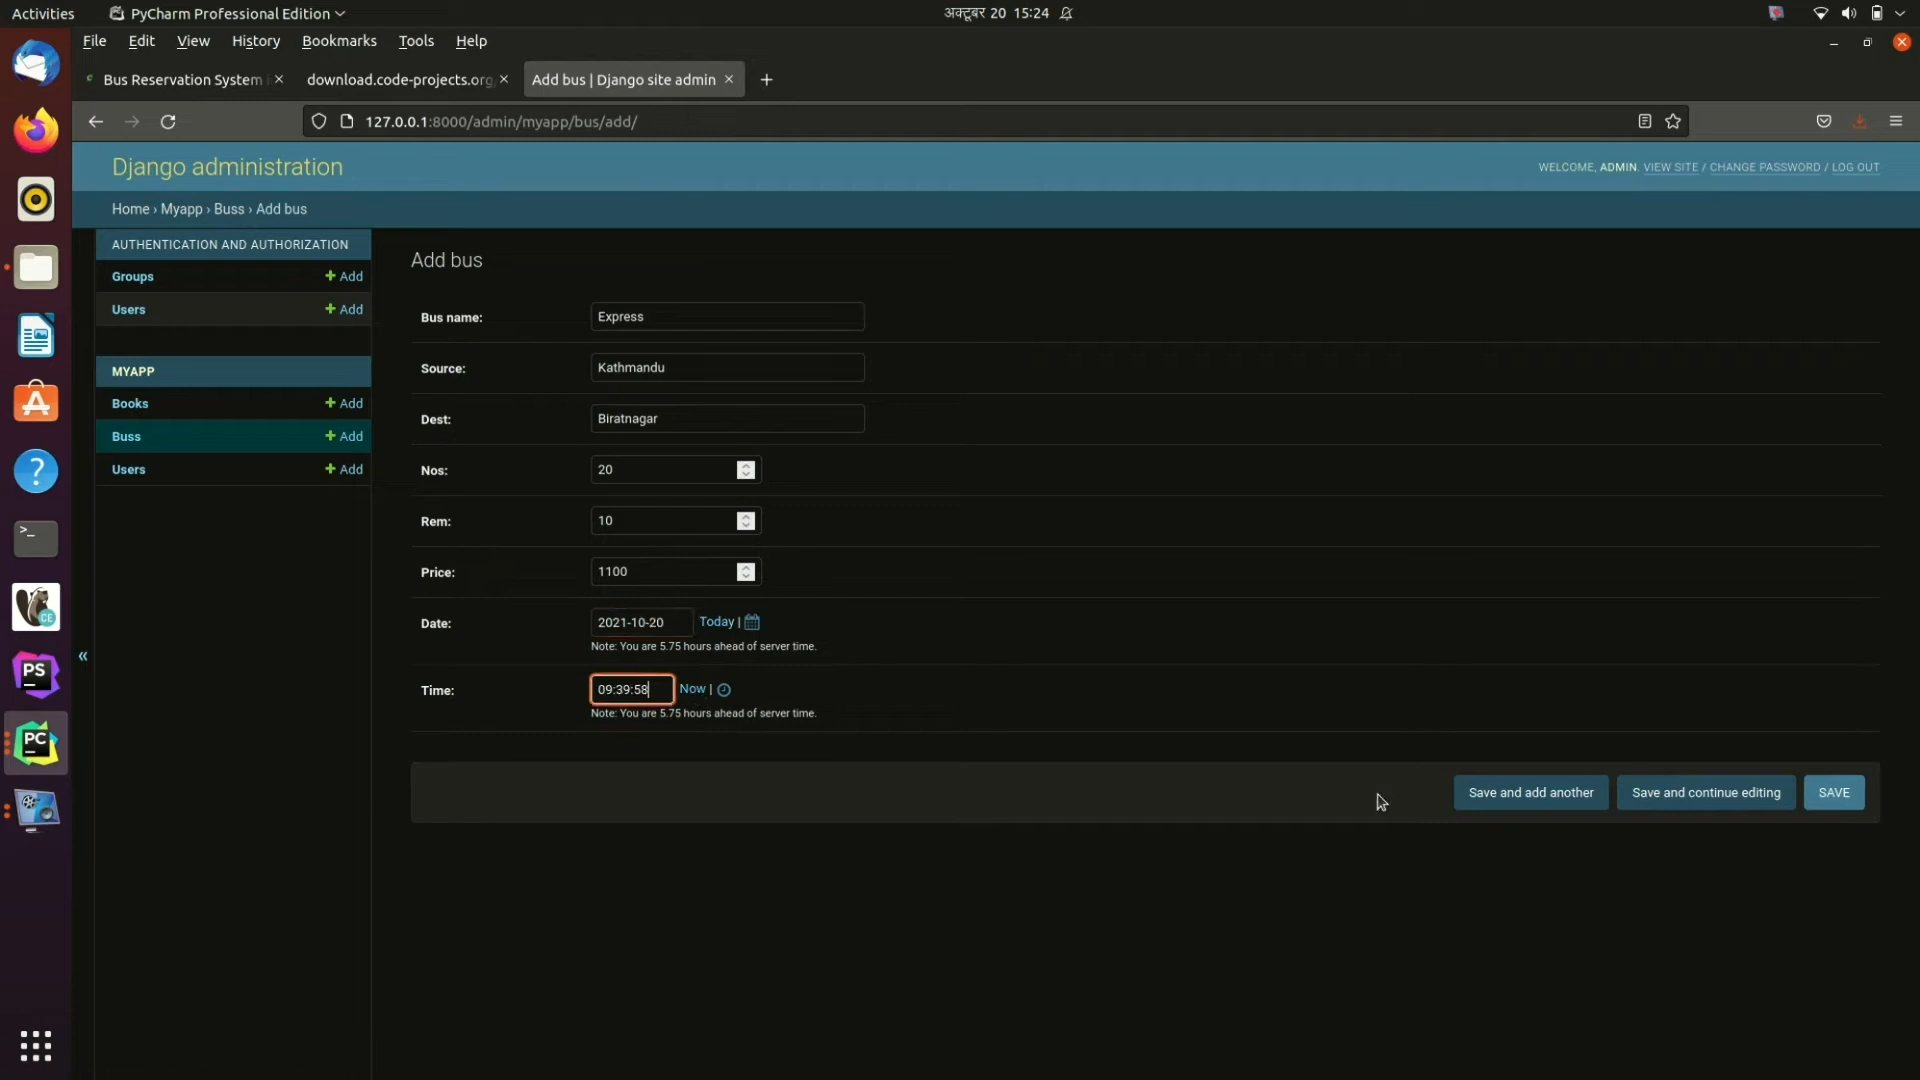 Activities PyCharm Professional Edition अक्टूबर 20 15:24
File Edit View History Bookmarks Tools Help
Bus Reservation System download.code-projects.org Add bus | Django site admin
127.0.0.1:8000/admin/myapp/bus/add/
Django administration
WELCOME, ADMIN. VIEW SITE / CHANGE PASSWORD / LOG OUT
Home › Myapp › Buss › Add bus
AUTHENTICATION AND AUTHORIZATION
Groups + Add
Users + Add
MYAPP
Books + Add
Buss + Add
Users + Add
«
Add bus
Bus name: Express
Source: Kathmandu
Dest: Biratnagar
Nos: 20
Rem: 10
Price: 1100
Date: 2021-10-20 Today |
Note: You are 5.75 hours ahead of server time.
Time: 09:39:58 Now |
Note: You are 5.75 hours ahead of server time.
Save and add another Save and continue editing SAVE
>_
CE
PS
PC